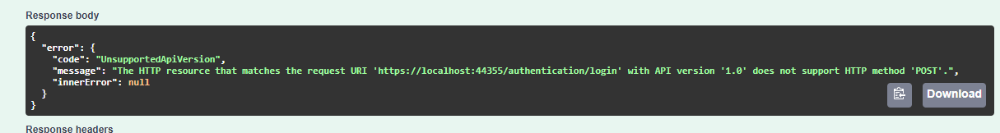 Response body
{
  "error": {
    "code": "UnsupportedApiVersion",
    "message": "The HTTP resource that matches the request URI 'https://localhost:44355/authentication/login' with API version '1.0' does not support HTTP method 'POST'.",
    "innerError": null
  }
}
Download
Response headers